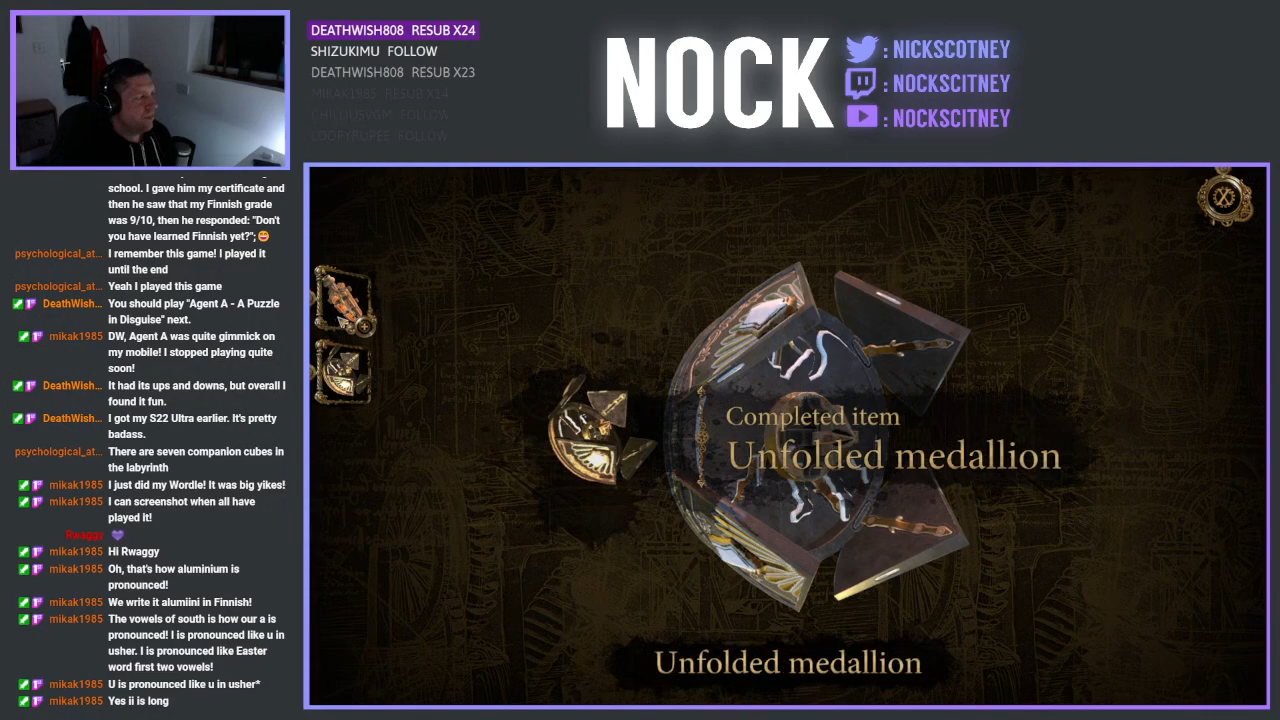 DEATHWISH808 RESUB X24
SHIZUKIMU FOLLOW
DEATHWISH808 RESUB X23
MIKAK1985 RESUB X14
LOOPYRUPEE FOLLOW
NOCK
: NICKSCOTNEY
: NOCKSCITNEY
: NOCKSCITNEY
school. I gave him my certificate and
then he saw that my Finnish grade
was 9/10, then he responded: "Don't
you have learned Finnish yet?";😄
psychological_at... I remember this game! I played it
until the end
psychological_at... Yeah I played this game
DeathWish... You should play "Agent A - A Puzzle
in Disguise" next.
mikak1985 DW, Agent A was quite gimmick on
my mobile! I stopped playing quite
soon!
DeathWish... It had its ups and downs, but overall I
found it fun.
DeathWish... I got my S22 Ultra earlier. It's pretty
badass.
psychological_at... There are seven companion cubes in
the labyrinth
mikak1985 I just did my Wordle! It was big yikes!
mikak1985 I can screenshot when all have
played it!
Rwaggy 💜
mikak1985 Hi Rwaggy
mikak1985 Oh, that's how aluminium is
pronounced!
mikak1985 We write it alumiini in Finnish!
mikak1985 The vowels of south is how our a is
pronounced! I is pronounced like u in
usher. I is pronounced like Easter
word first two vowels!
mikak1985 U is pronounced like u in usher*
mikak1985 Yes ii is long
Completed item
Unfolded medallion
Unfolded medallion